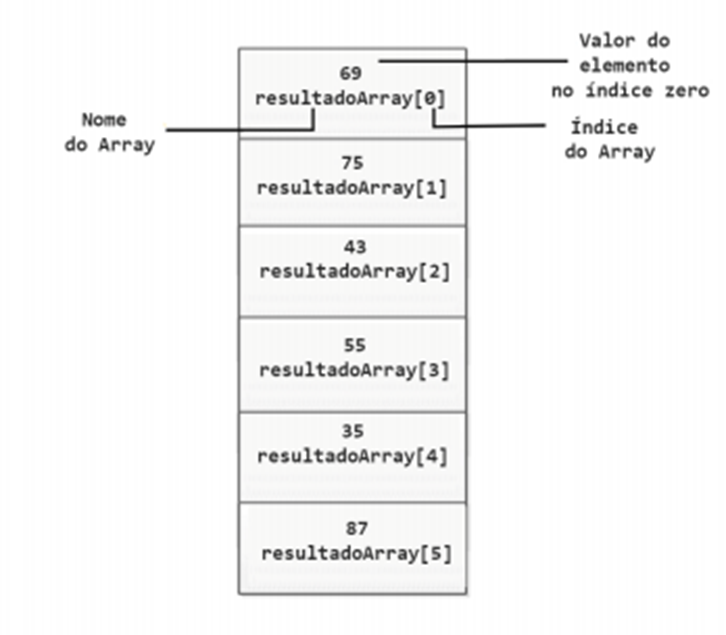 Valor do
elemento
no índice zero
69
resultadoArray[0]
Nome
do Array
Índice
do Array
75
resultadoArray[1]
43
resultadoArray[2]
55
resultadoArray[3]
35
resultadoArray[4]
87
resultadoArray[5]